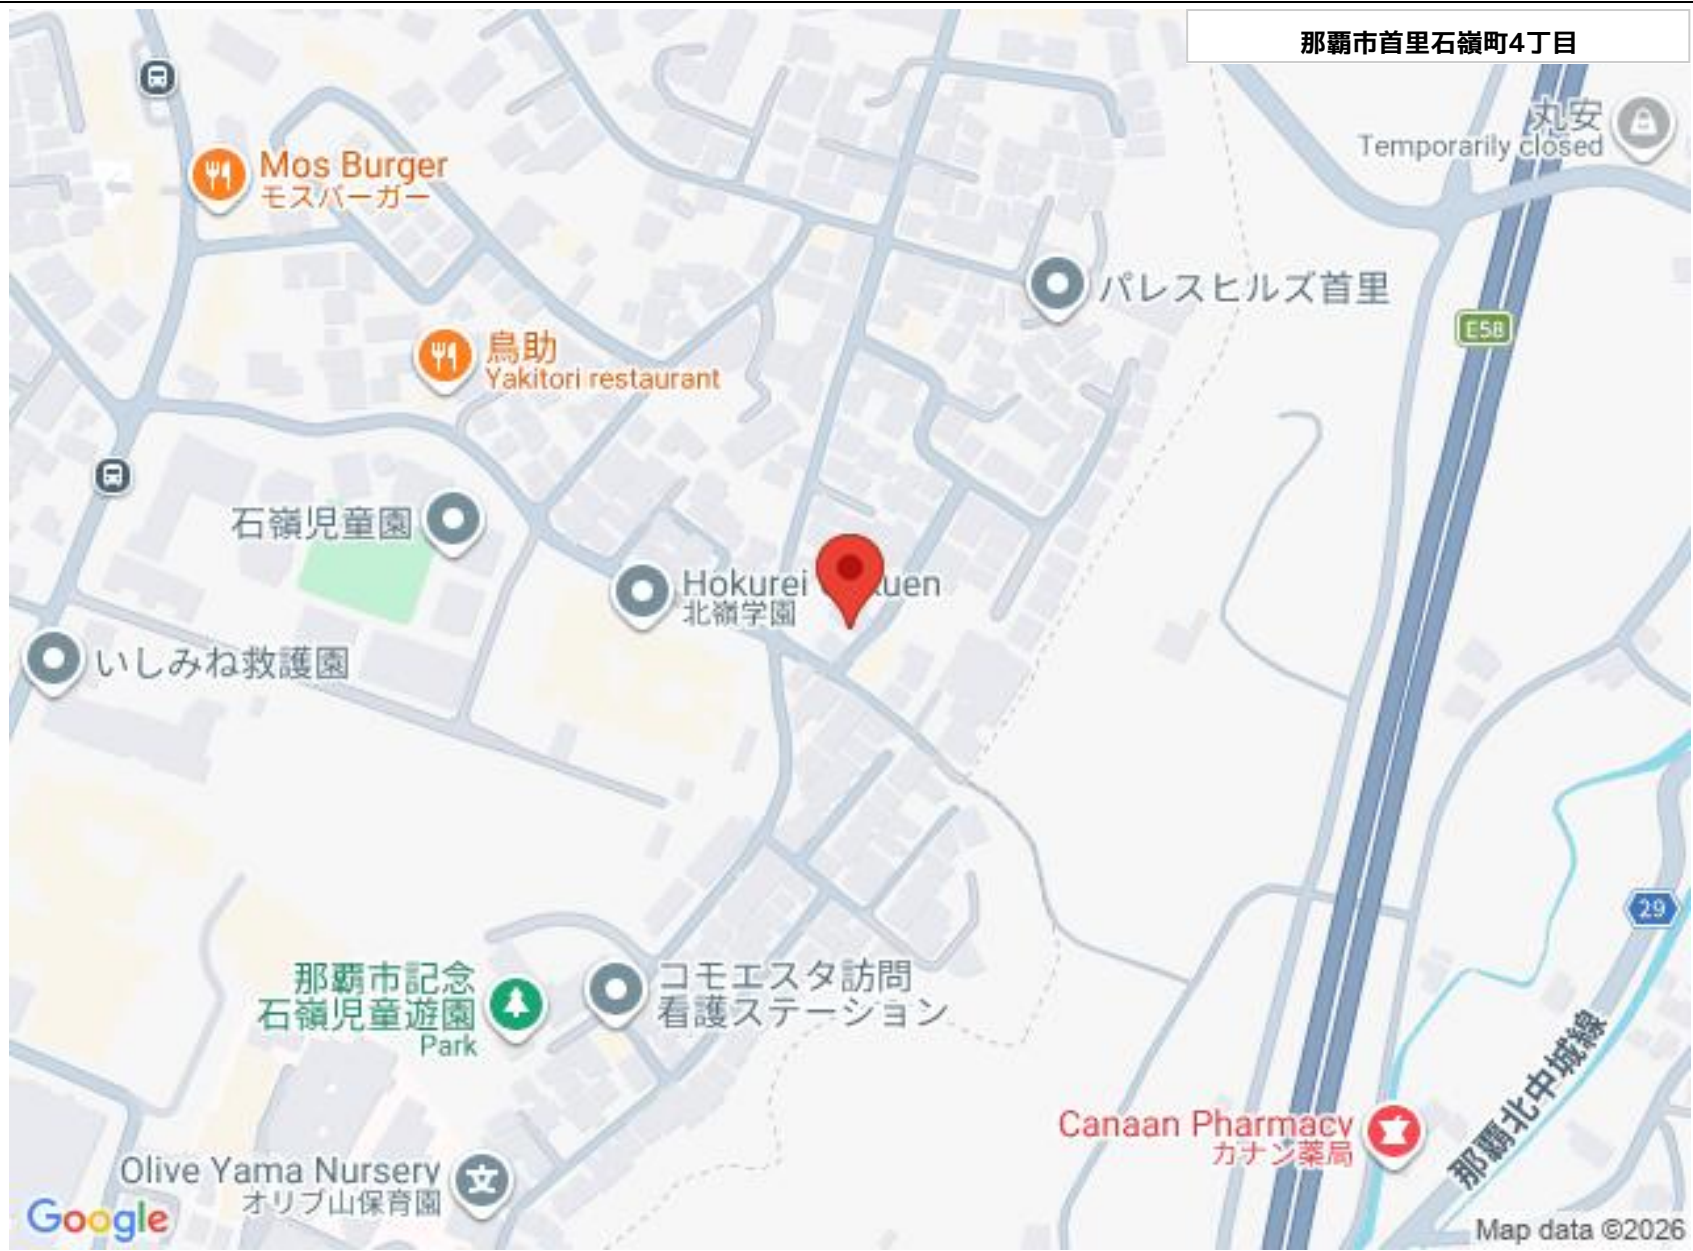 那覇市首里石嶺町4丁目
丸安
Temporarily closed
Mos Burger
モスバーガー
パレスヒルズ首里
E58
鳥助
Yakitori restaurant
石嶺児童園
Hokurei
uen
北嶺学園
いしみね救護園
29
那覇市記念
石嶺児童遊園
Park
コモエスタ訪問
看護ステーション
那覇北中城線
Canaan Pharmacy
カナン薬局
Olive Yama Nursery
オリブ山保育園
Google
Map data ©2026